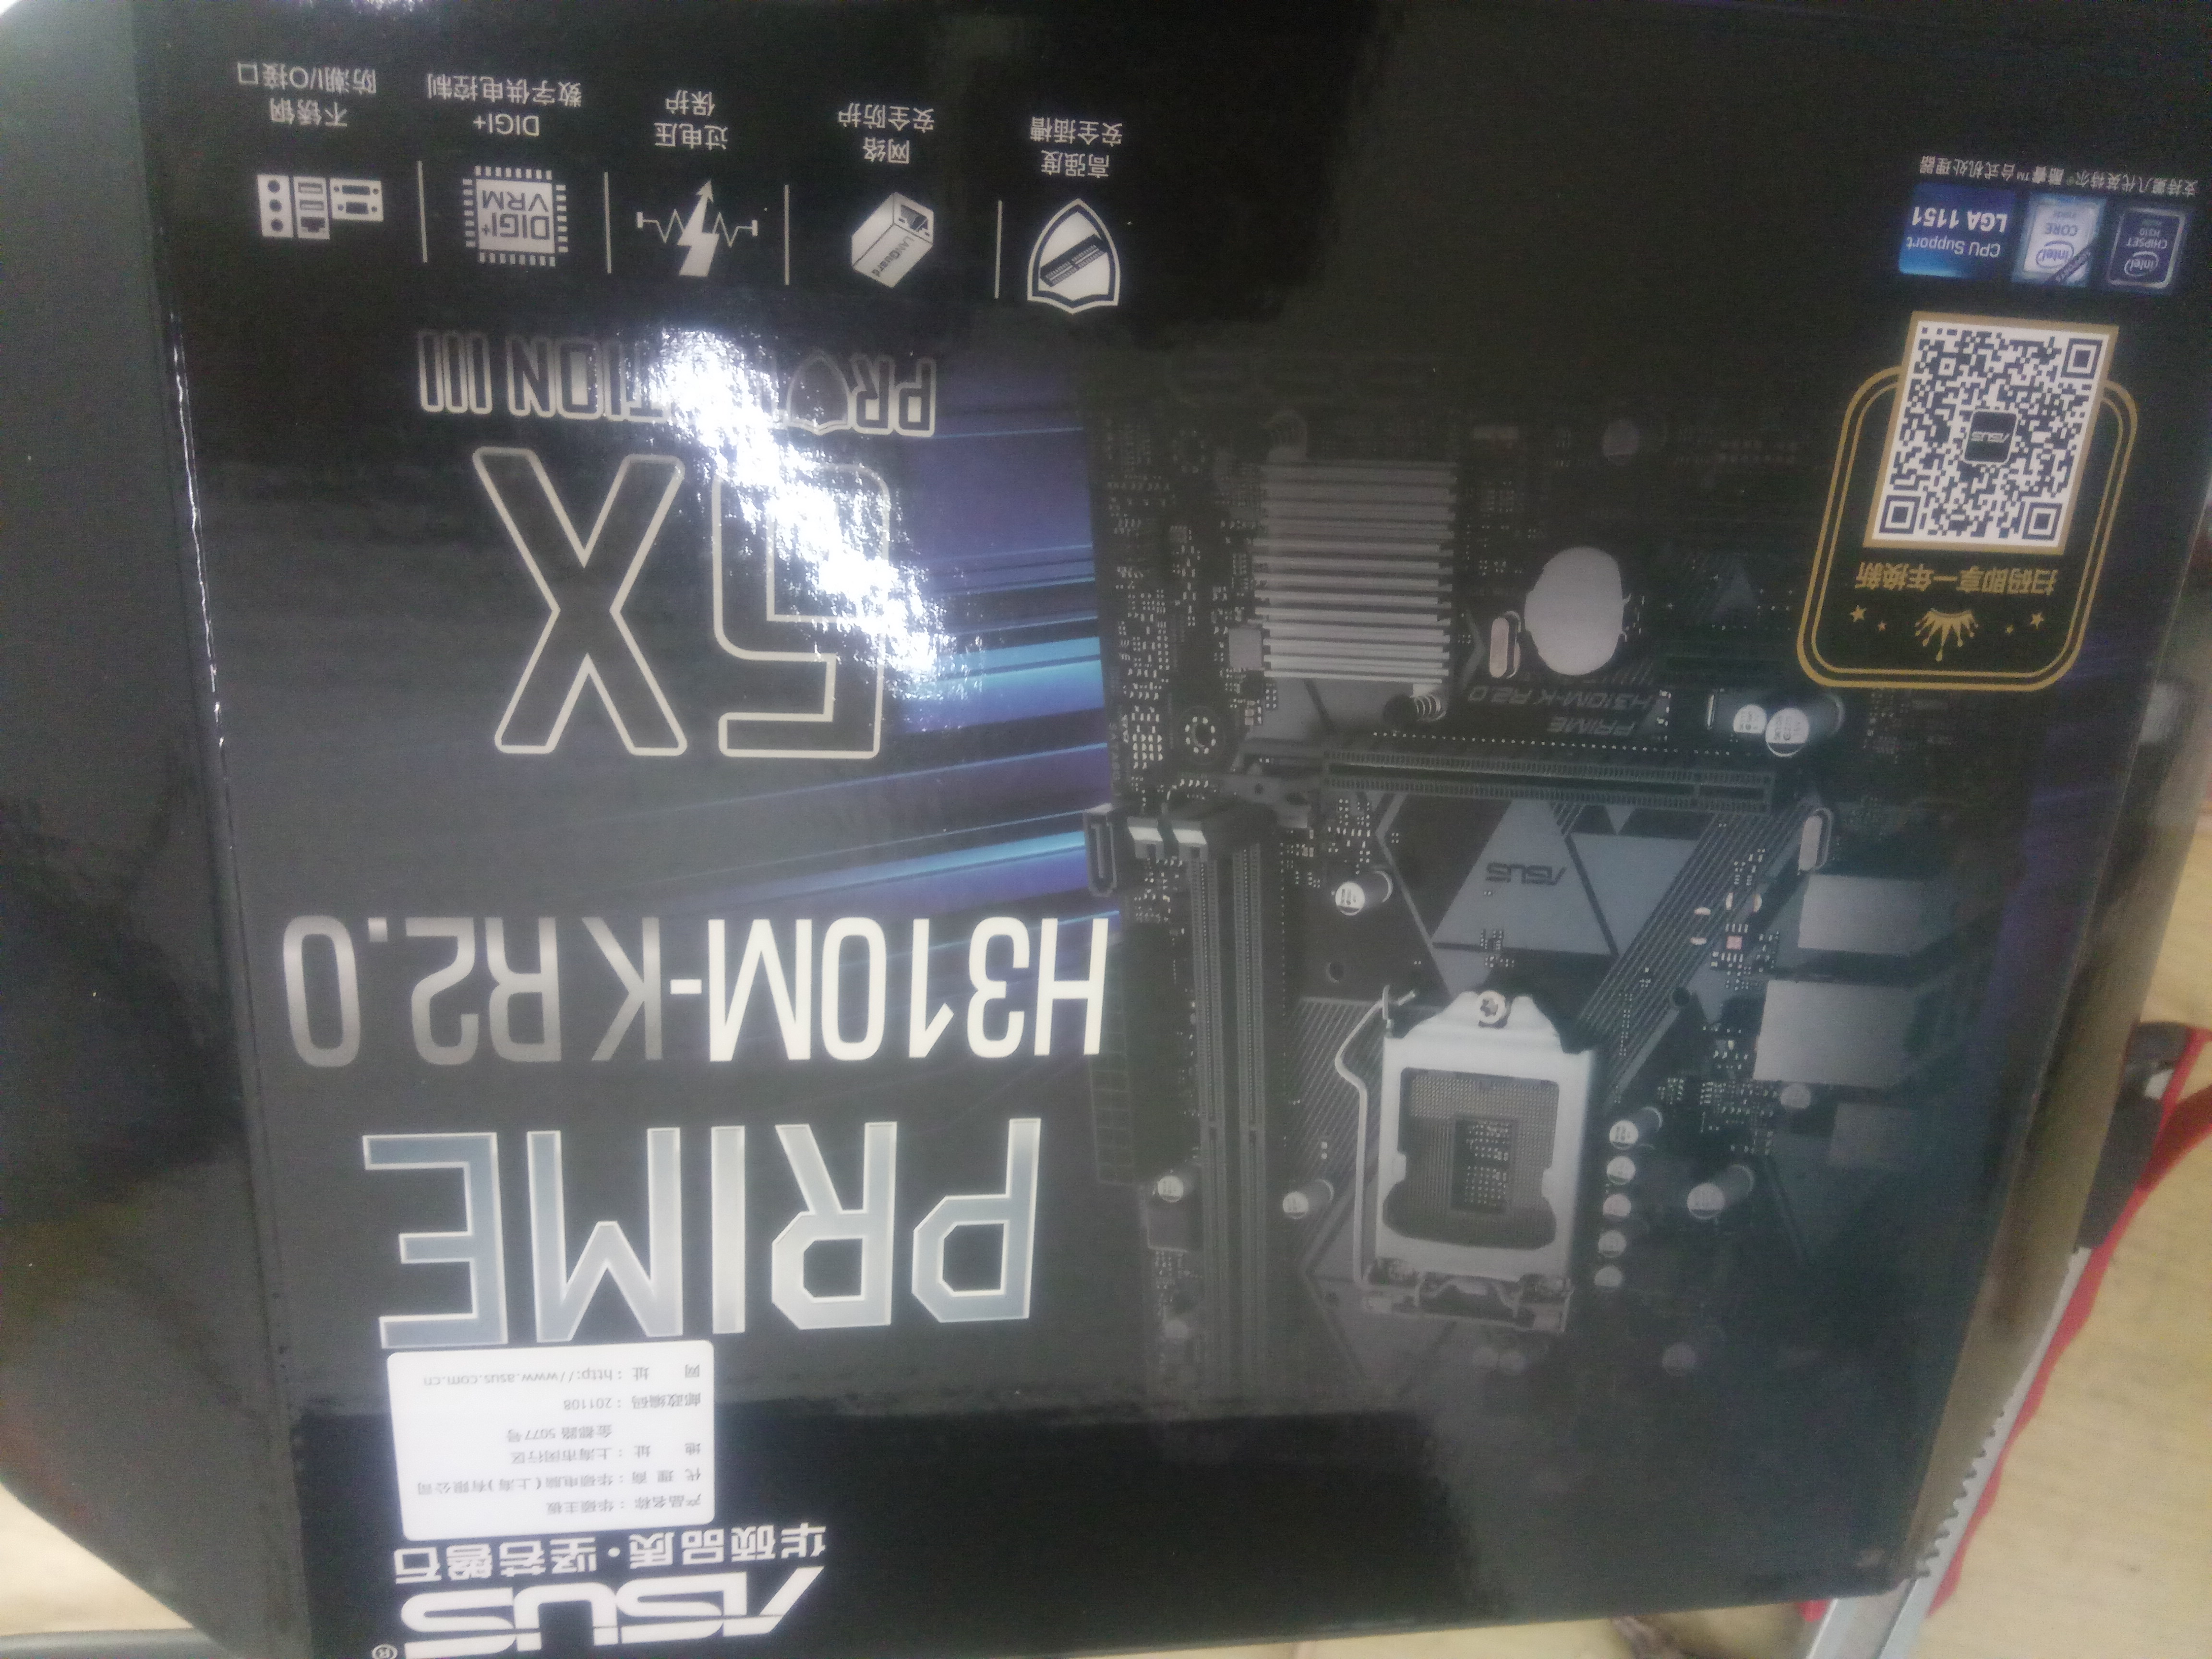 ASUS®
华硕品质·坚若磐石
产品名称：华硕主板
代 理 商：华硕电脑(上海)有限公司
地 址：上海市闵行区
金都路 5077号
邮政编码：201108
网 址：http://www.asus.com.cn
PRIME
H310M-K R2.0
5X
PROTECTION III
高强度
安全插槽
LANGuard
网络
安全防护
过电压
保护
DIGI+
VRM
DIGI+
数字供电控制
不锈钢
防潮I/O接口
ASUS
PRIME
H310M-K R2.0
扫码即享一年换新
ASUS
intel
CHIPSET
H310
intel
CORE
CPU Support
LGA 1151
支持第八代英特尔® 酷睿™台式机处理器